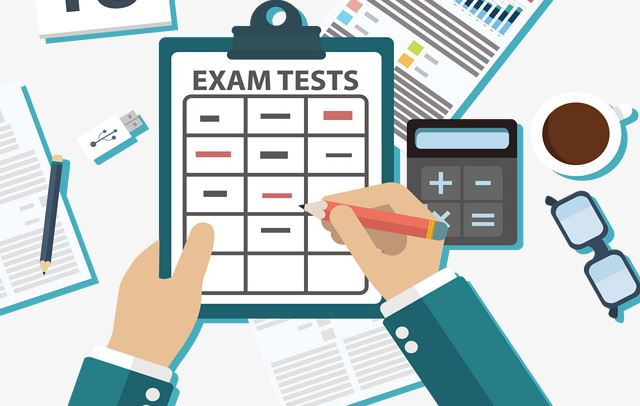 EXAM TESTS
+ −
× =